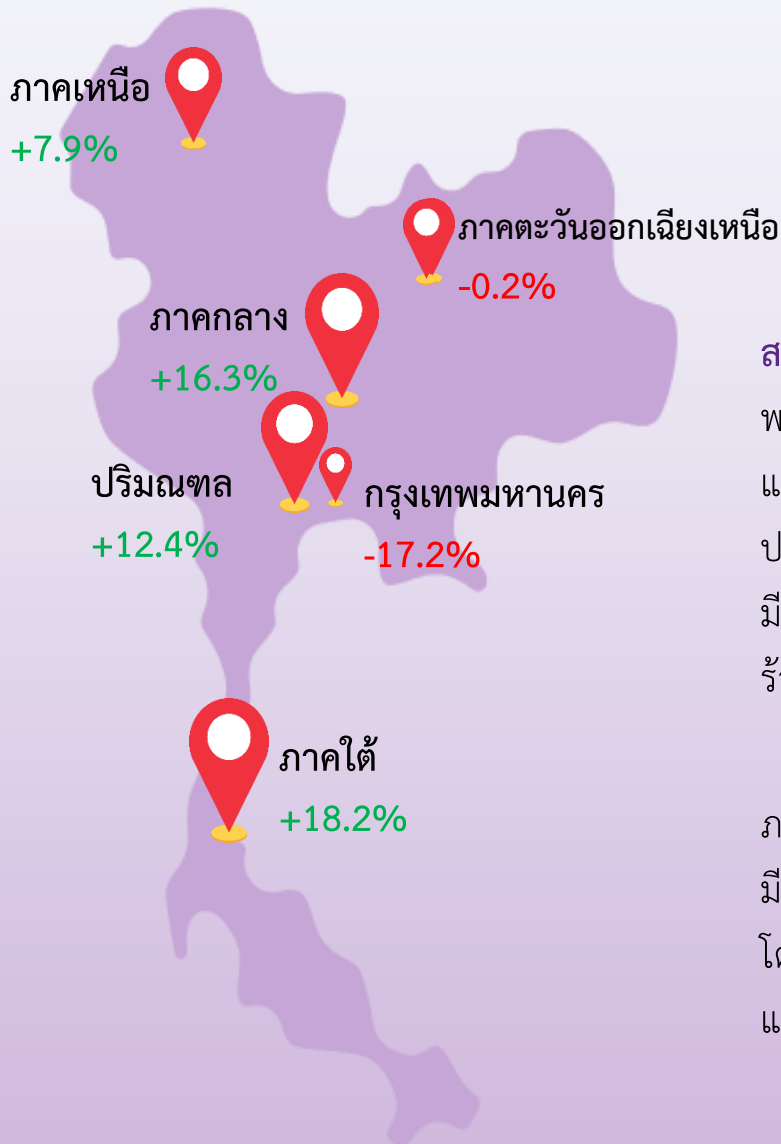 ภาคเหนือ
+7.9%
ภาคตะวันออกเฉียงเหนือ
-0.2%
ภาคกลาง
+16.3%
ปริมณฑล
+12.4%
กรุงเทพมหานคร
-17.2%
ภาคใต้
+18.2%